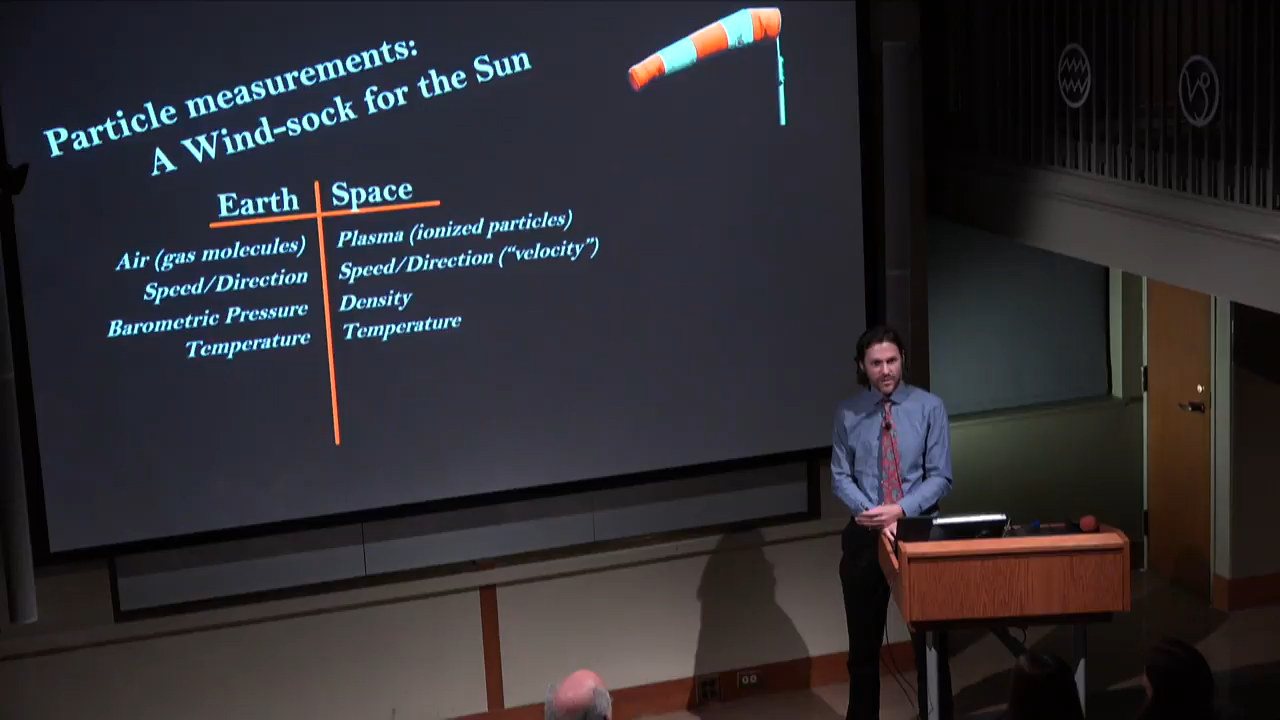 Particle measurements:
A Wind-sock for the Sun
Earth Space
Air (gas molecules) Plasma (ionized particles)
Speed/Direction Speed/Direction (“velocity”)
Barometric Pressure Density
Temperature Temperature